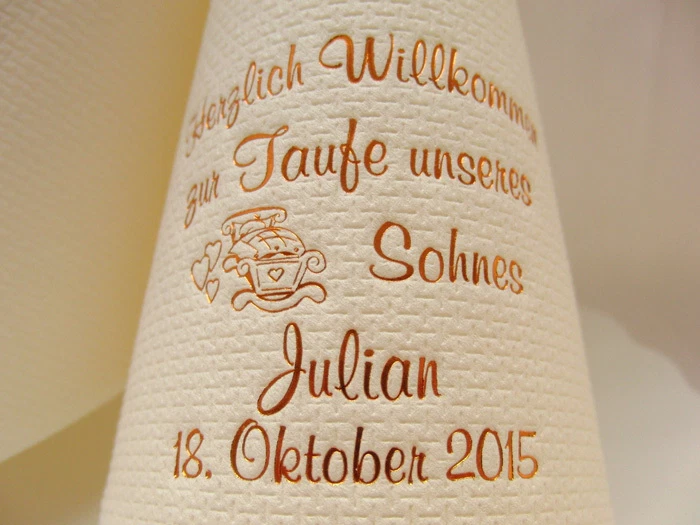 Herzlich Willkommen
zur Taufe unseres
Sohnes
Julian
18. Oktober 2015